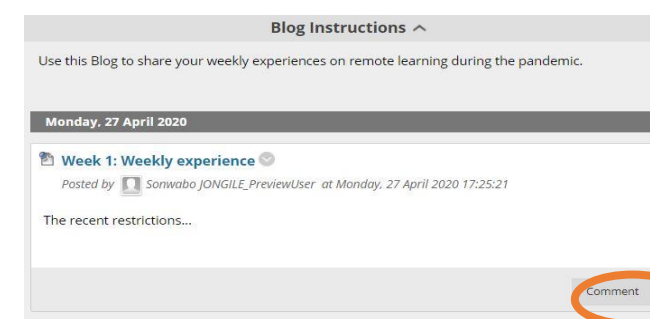 Blog Instructions
Use this Blog to share your weekly experiences on remote learning during the pandemic.
Monday, 27 April 2020
Week 1: Weekly experience
Posted by Sonwabo JONGILE_PreviewUser at Monday, 27 April 2020 17:25:21
The recent restrictions...
Comment